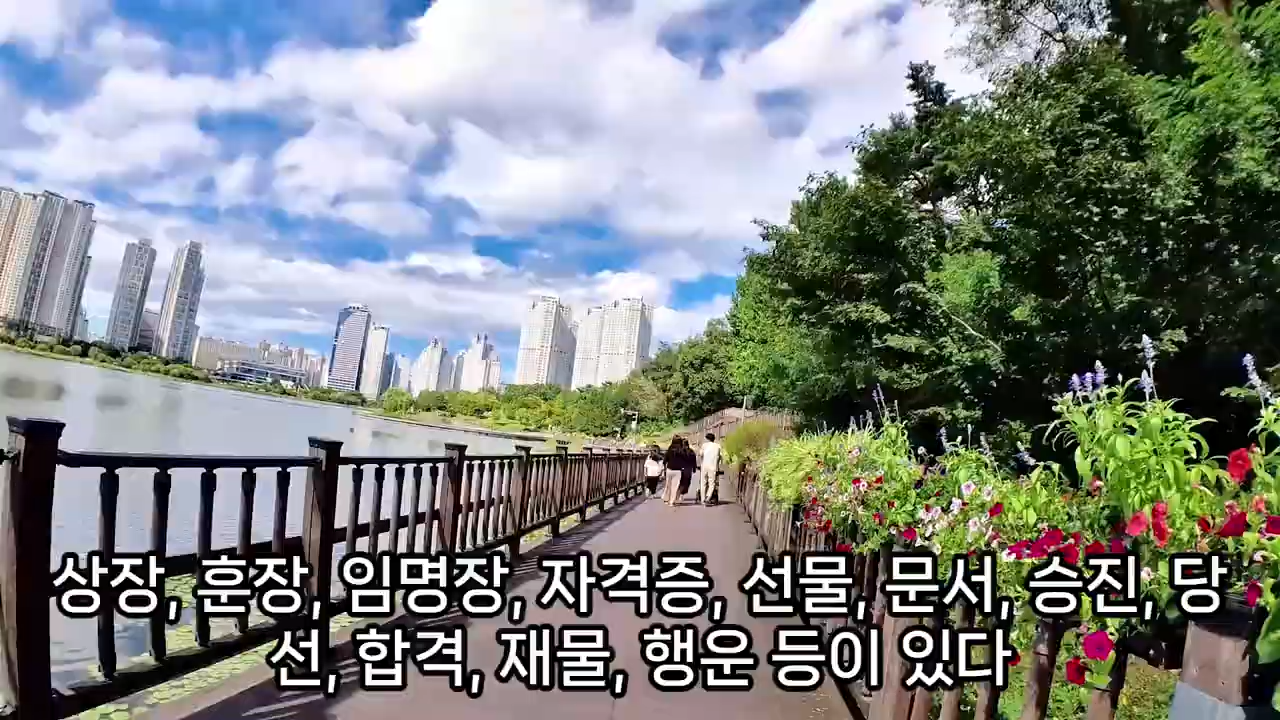 상장, 훈장, 임명장, 자격증, 선물, 문서, 승진, 당
선, 합격, 재물, 행운 등이 있다